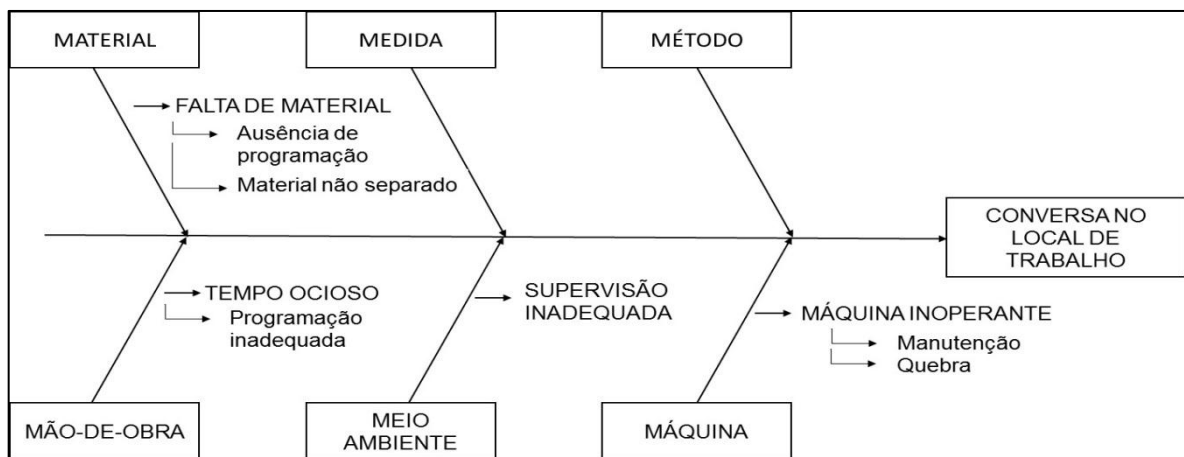 MATERIAL
MEDIDA
MÉTODO
FALTA DE MATERIAL
Ausência de
programação
Material não separado
CONVERSA NO
LOCAL DE
TRABALHO
TEMPO OCIOSO
Programação
inadequada
SUPERVISÃO
INADEQUADA
MÁQUINA INOPERANTE
Manutenção
Quebra
MÃO-DE-OBRA
MEIO
AMBIENTE
MÁQUINA